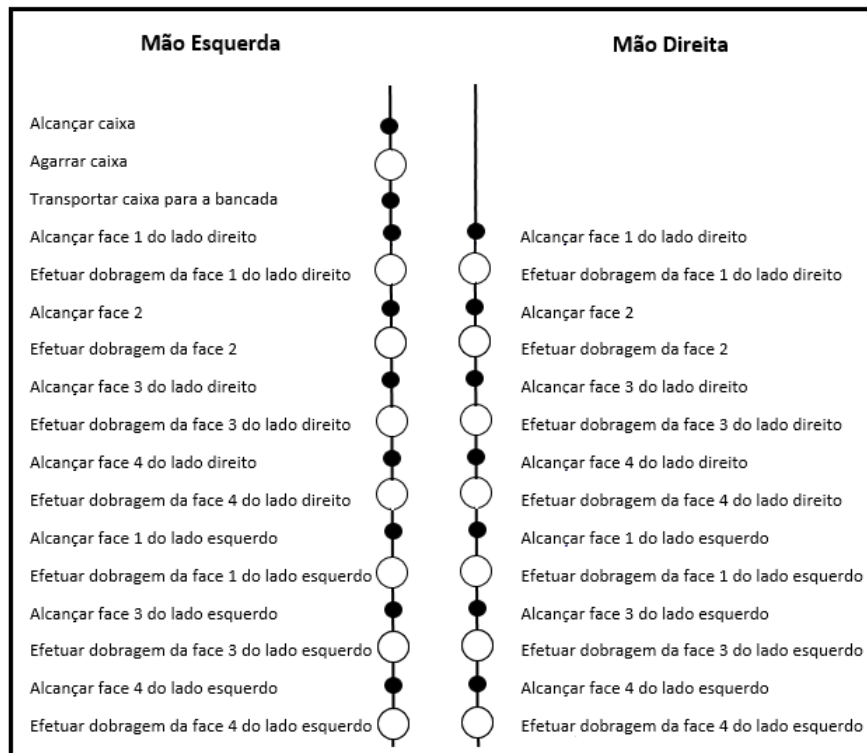 Mão Esquerda
Mão Direita
Alcançar caixa
Agarrar caixa
Transportar caixa para a bancada
Alcançar face 1 do lado direito
Alcançar face 1 do lado direito
Efetuar dobragem da face 1 do lado direito
Efetuar dobragem da face 1 do lado direito
Alcançar face 2
Alcançar face 2
Efetuar dobragem da face 2
Efetuar dobragem da face 2
Alcançar face 3 do lado direito
Alcançar face 3 do lado direito
Efetuar dobragem da face 3 do lado direito
Efetuar dobragem da face 3 do lado direito
Alcançar face 4 do lado direito
Alcançar face 4 do lado direito
Efetuar dobragem da face 4 do lado direito
Efetuar dobragem da face 4 do lado direito
Alcançar face 1 do lado esquerdo
Alcançar face 1 do lado esquerdo
Efetuar dobragem da face 1 do lado esquerdo
Efetuar dobragem da face 1 do lado esquerdo
Alcançar face 3 do lado esquerdo
Alcançar face 3 do lado esquerdo
Efetuar dobragem da face 3 do lado esquerdo
Efetuar dobragem da face 3 do lado esquerdo
Alcançar face 4 do lado esquerdo
Alcançar face 4 do lado esquerdo
Efetuar dobragem da face 4 do lado esquerdo
Efetuar dobragem da face 4 do lado esquerdo